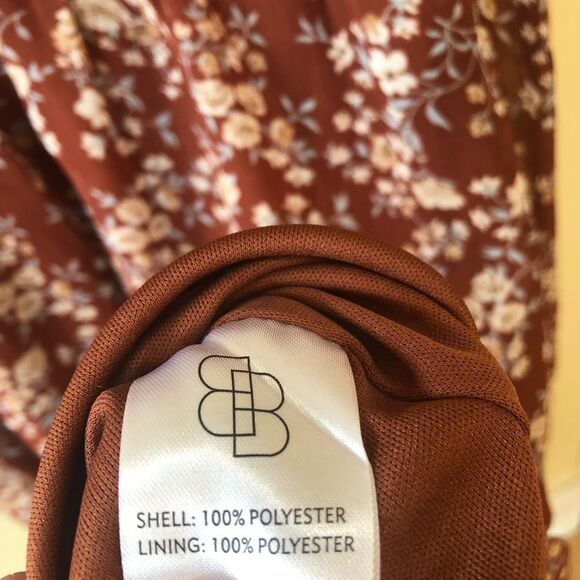 SHELL: 100% POLYESTER
LINING: 100% POLYESTER